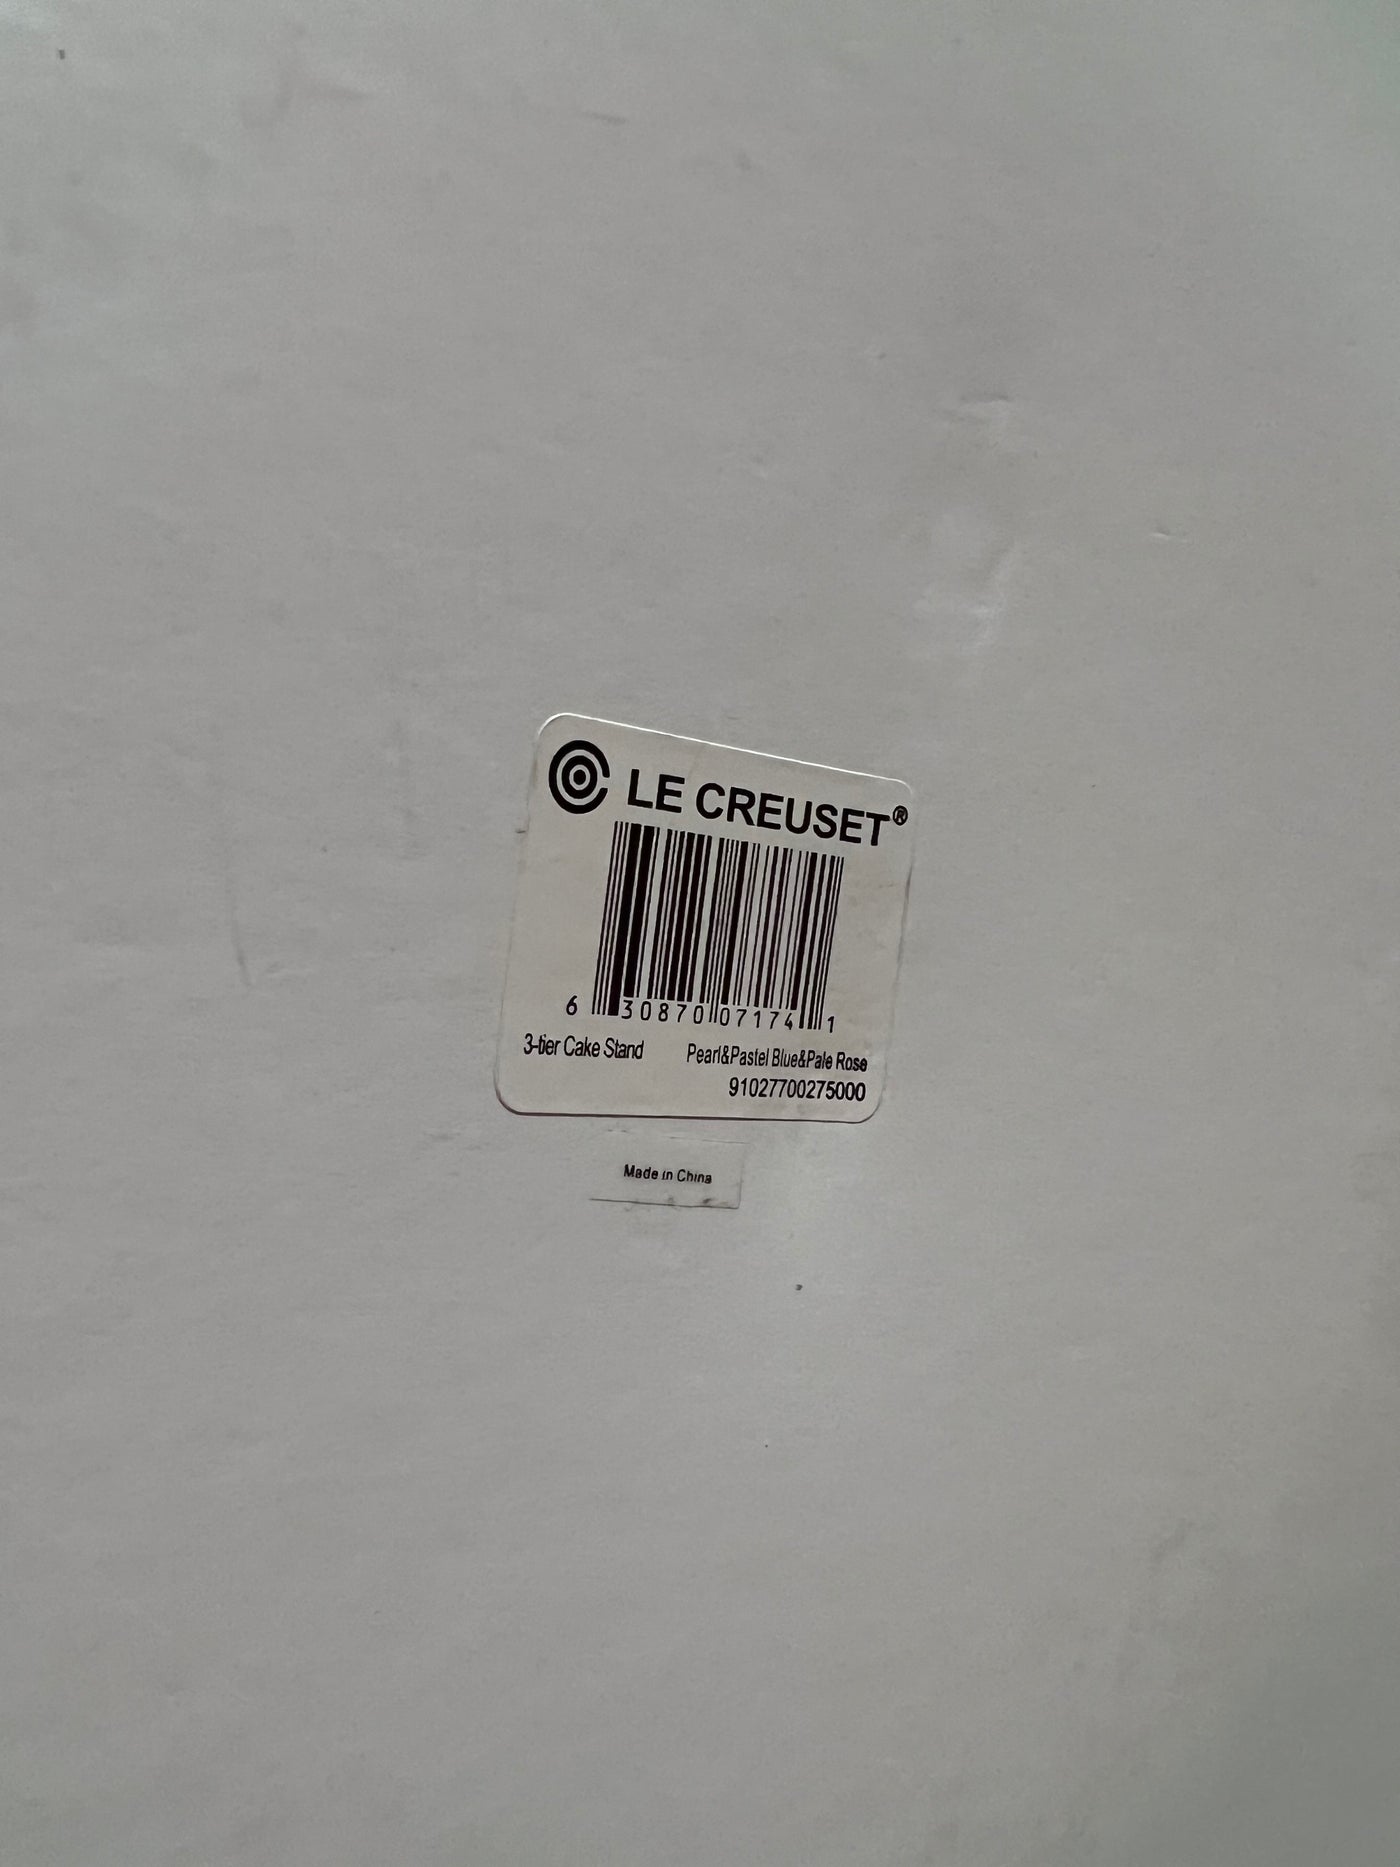 LE CREUSET®
6 30870 07174 1
3-tier Cake Stand Pearl&Pastel Blue&Pale Rose
91027700275000
Made in China